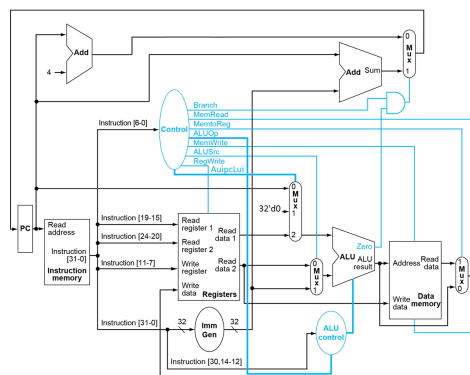 Add
4
Add Sum
0
Mux
1
Branch
MemRead
MemtoReg
ALUOp
MemWrite
ALUSrc
RegWrite
AuipcLui
Instruction [6-0]
Control
PC
Read
address
Instruction
[31-0]
Instruction
memory
Instruction [19-15]
Instruction [24-20]
Instruction [11-7]
Read
register 1
Read
register 2
Write
register
Write
data
Read
data 1
Read
data 2
Registers
32'd0
0
Mux
1
2
0
Mux
1
Zero
ALU ALU
result
Address
Read
data
Write
data
Data
memory
1
Mux
0
Instruction [31-0]
32
Imm
Gen
32
ALU
control
Instruction [30,14-12]